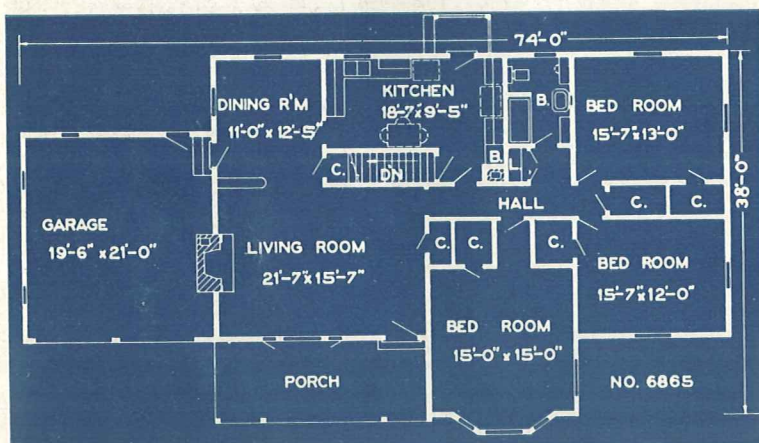 74'-0"
DINING R'M
11'-0" x 12'-5"
KITCHEN
18'-7" x 9'-5"
B.
BED ROOM
15'-7" x 13'-0"
38'-0"
C.
D'N
B.
L.
HALL
C.
C.
GARAGE
19'-6" x 21'-0"
LIVING ROOM
21'-7" x 15'-7"
C.
C.
C.
BED ROOM
15'-7" x 12'-0"
BED ROOM
15'-0" x 15'-0"
PORCH
NO. 6865